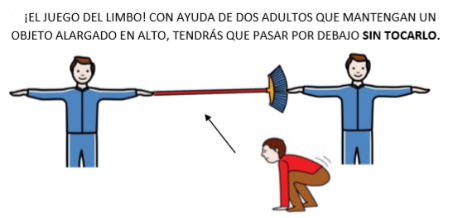 ¡EL JUEGO DEL LIMBO! CON AYUDA DE DOS ADULTOS QUE MANTENGAN UN
OBJETO ALARGADO EN ALTO, TENDRÁS QUE PASAR POR DEBAJO SIN TOCARLO.